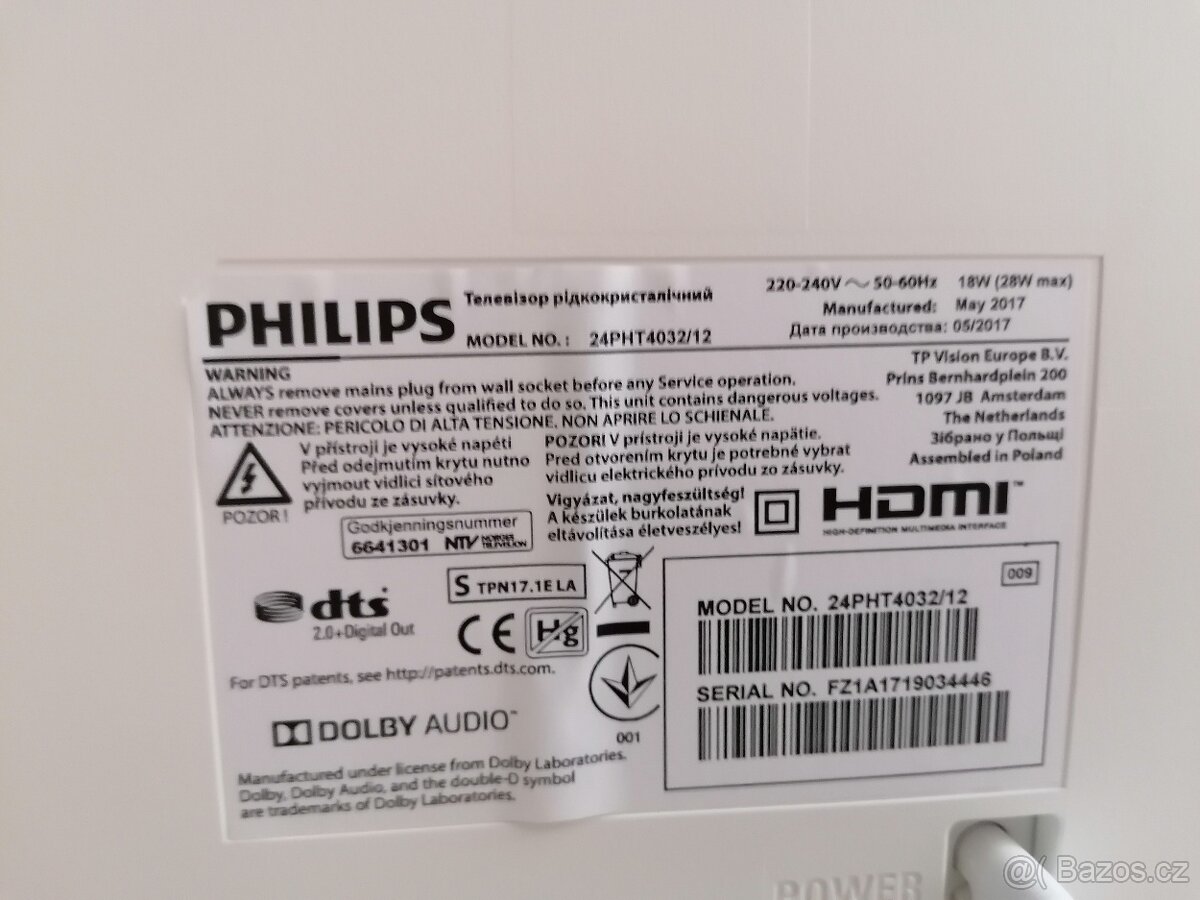 PHILIPS
Телевізор рідкокристалічний
MODEL NO. : 24PHT4032/12
220-240V ~ 50-60Hz 18W (28W max)
Manufactured: May 2017
Дата производства: 05/2017
WARNING
ALWAYS remove mains plug from wall socket before any Service operation.
NEVER remove covers unless qualified to do so. This unit contains dangerous voltages.
ATTENZIONE: PERICOLO DI ALTA TENSIONE, NON APRIRE LO SCHIENALE.
TP Vision Europe B.V.
Prins Bernhardplein 200
1097 JB Amsterdam
The Netherlands
Зібрано у Польщі
Assembled in Poland
POZOR!
V přístroji je vysoké napětí
Před odejmutím krytu nutno
vyjmout vidlici síťového
přívodu ze zásuvky.
POZOR! V prístroji je vysoké napätie.
Pred otvorením krytu je potrebné vybrat
vidlicu elektrického prívodu zo zásuvky.
Vigyázat, nagyfeszültség!
A készülek burkolatának
eltávolítása életveszélyes!
HDMI™
HIGH-DEFINITION MULTIMEDIA INTERFACE
Godkjenningsnummer
6641301 NTV NORGES TELEVISJON
S TPN17.1E LA
dts
2.0+Digital Out
CE Hg
For DTS patents, see http://patents.dts.com.
DOLBY AUDIO™
001
Manufactured under license from Dolby Laboratories.
Dolby, Dolby Audio, and the double-D symbol
are trademarks of Dolby Laboratories.
009
MODEL NO. 24PHT4032/12
SERIAL NO. FZ1A1719034446
POWER
@( Bazos.cz